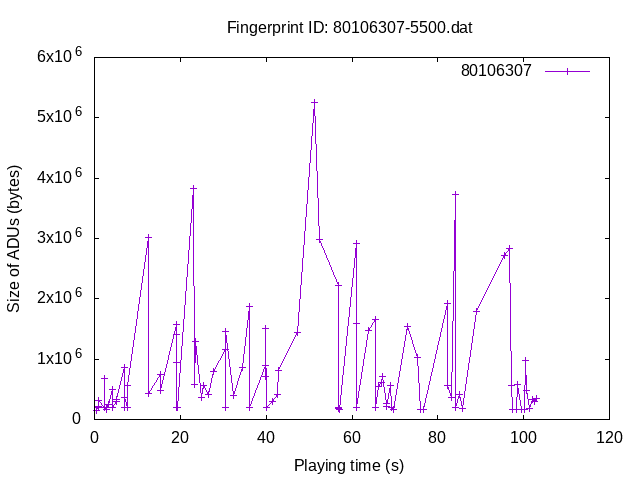 Fingerprint ID: 80106307-5500.dat
80106307
6x10^6
5x10^6
4x10^6
3x10^6
2x10^6
1x10^6
0
Size of ADUs (bytes)
0 20 40 60 80 100 120
Playing time (s)